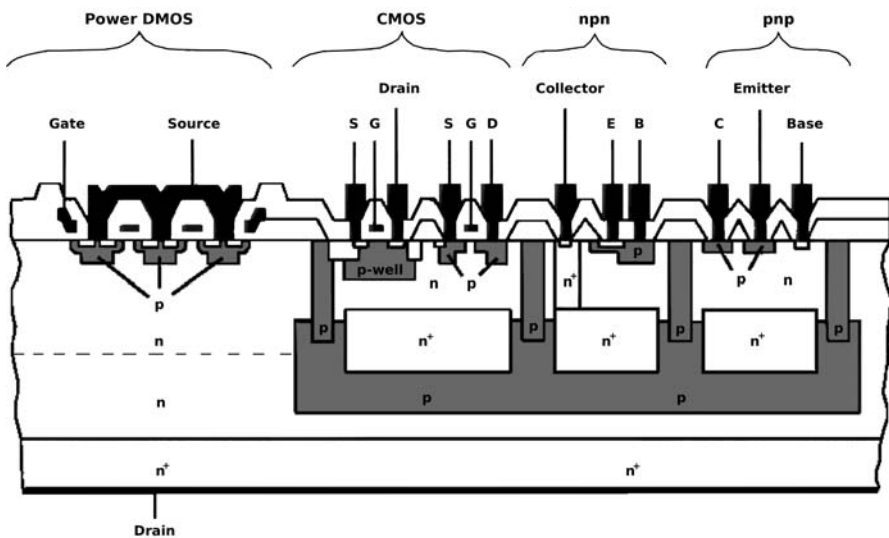 Power DMOS CMOS npn pnp
Drain Collector Emitter
Gate Source S G S G D E B C Base
G
p-well n p n⁺ p p n
p
n p n⁺ p n⁺ p n⁺ p
n p p
n⁺ n⁺
Drain